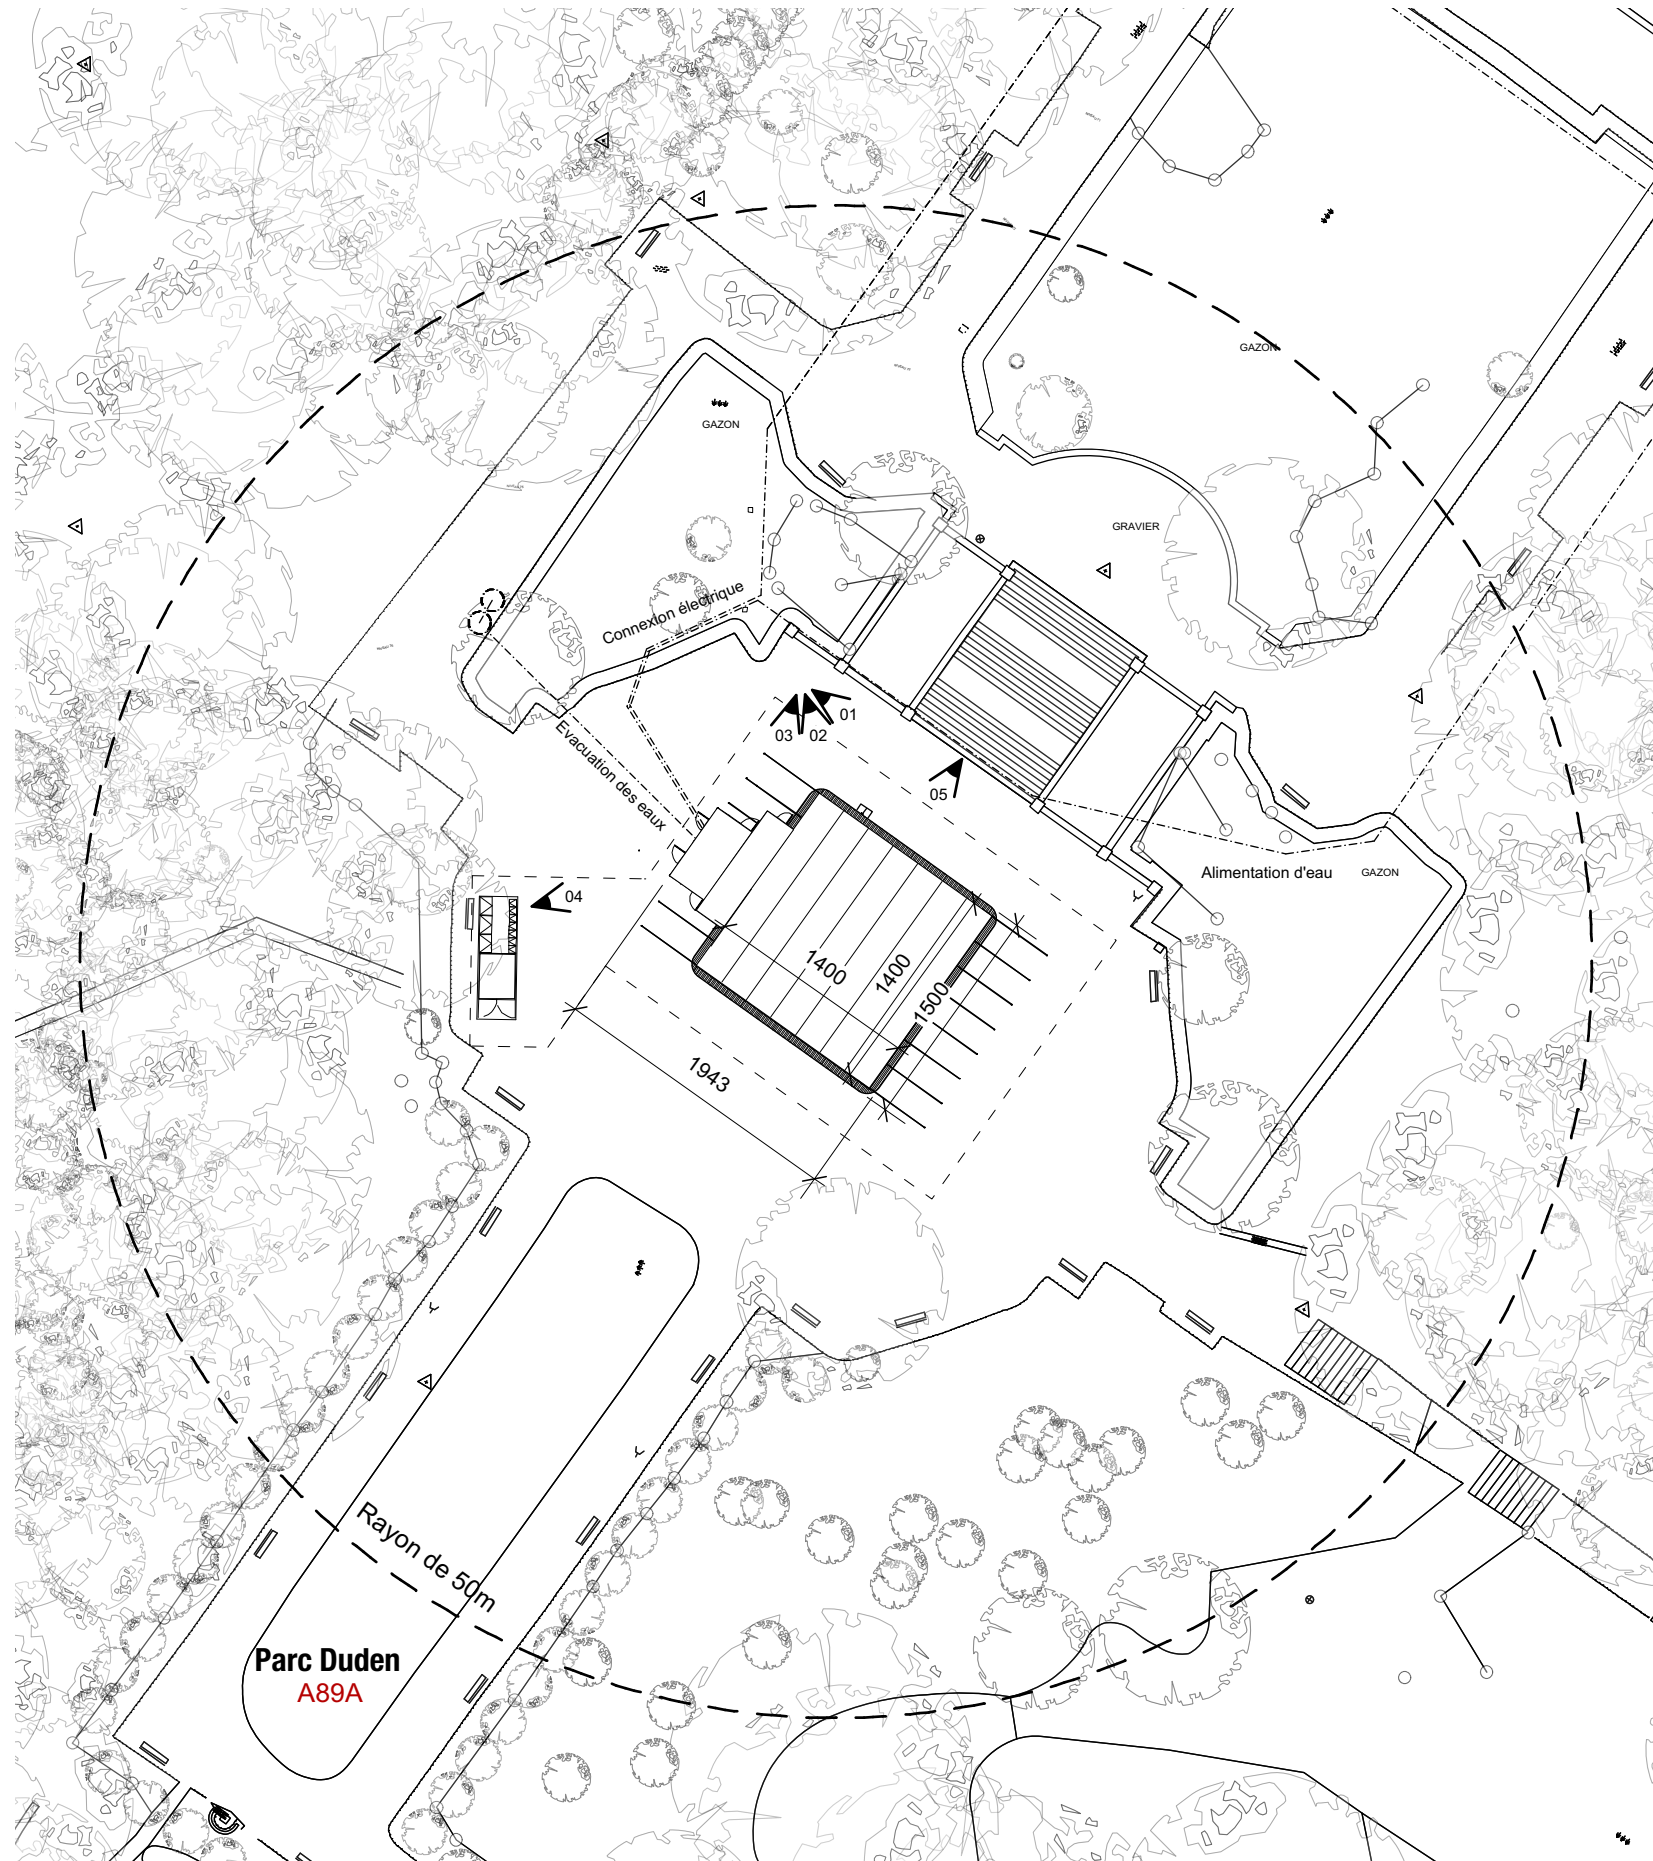 GAZON
GAZON
GRAVIER
Connexion électrique
01
03
02
Evacuation des eaux
05
Alimentation d'eau
GAZON
04
1400
1400
1500
1943
Rayon de 50m
Parc Duden
A89A